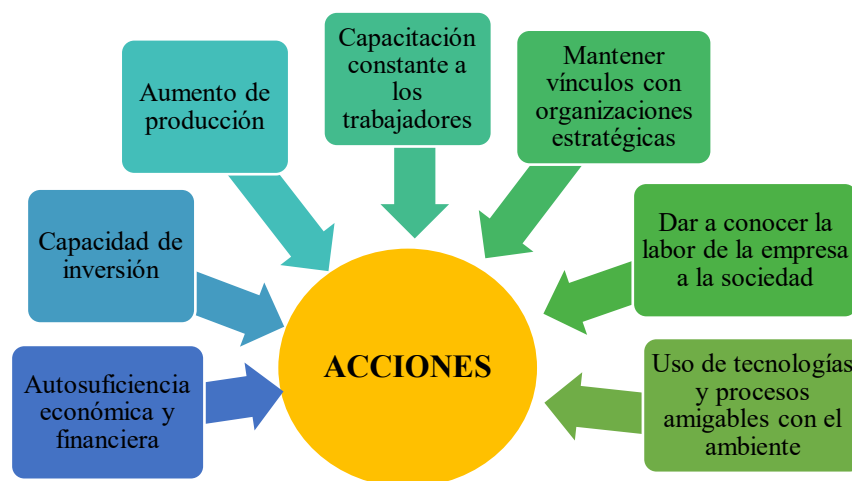 Autosuficiencia
económica y
financiera
Capacidad de
inversión
Aumento de
producción
Capacitación
constante a
los
trabajadores
Mantener
vínculos con
organizaciones
estratégicas
Dar a conocer la
labor de la empresa
a la sociedad
Uso de tecnologías
y procesos
amigables con el
ambiente
ACCIONES